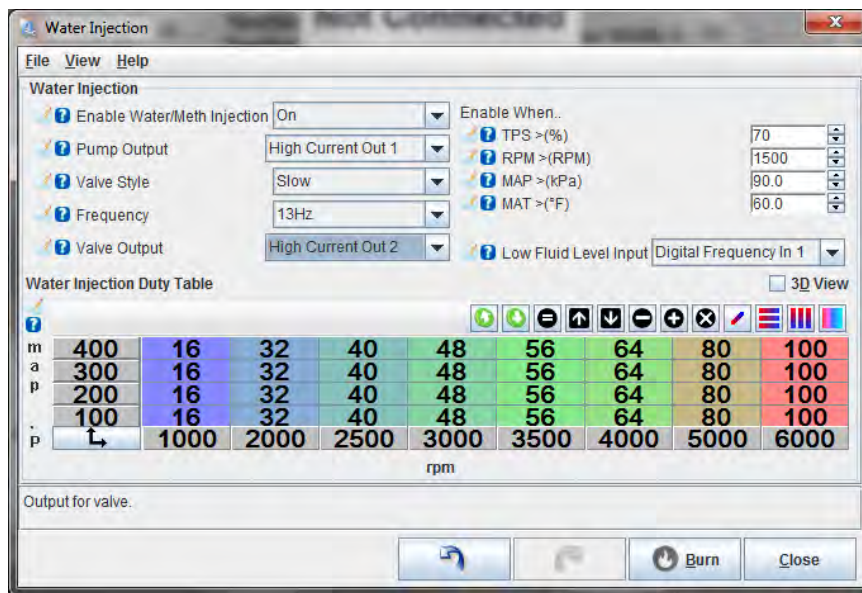 Not Connected
Water Injection
File View Help
Water Injection
Enable Water/Meth Injection On
Pump Output High Current Out 1
Valve Style Slow
Frequency 13Hz
Valve Output High Current Out 2
Enable When..
TPS >(%) 70
RPM >(RPM) 1500
MAP >(kPa) 90.0
MAT >(°F) 60.0
Low Fluid Level Input Digital Frequency In 1
Water Injection Duty Table
3D View
m
a
p
.
p
400 16 32 40 48 56 64 80 100
300 16 32 40 48 56 64 80 100
200 16 32 40 48 56 64 80 100
100 16 32 40 48 56 64 80 100
1000 2000 2500 3000 3500 4000 5000 6000
rpm
Output for valve.
Burn
Close